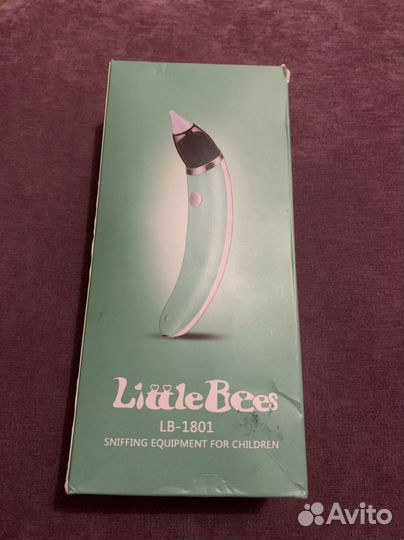 LittleBees
LB-1801
SNIFFING EQUIPMENT FOR CHILDREN
Avito